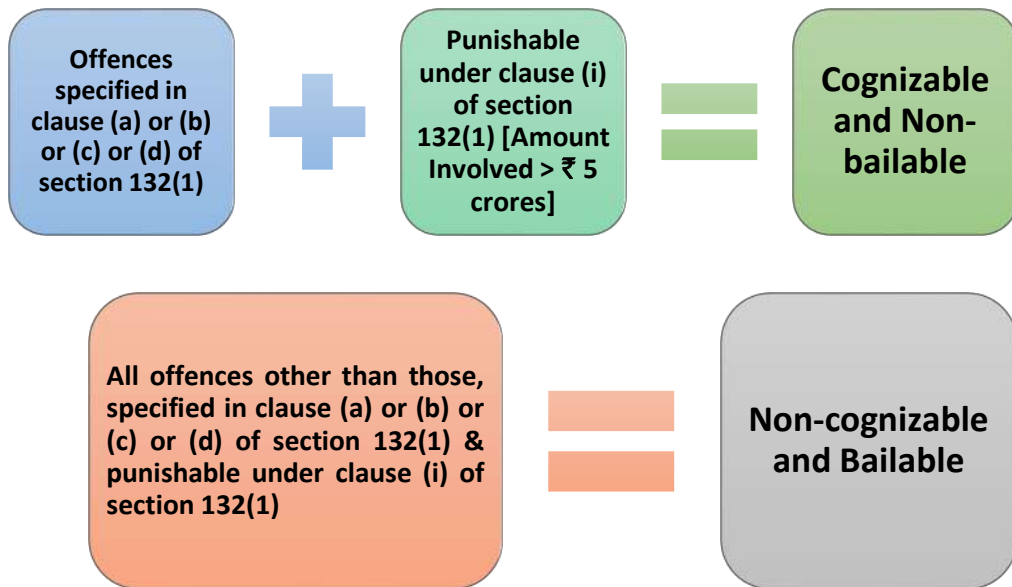 Offences
specified in
clause (a) or (b)
or (c) or (d) of
section 132(1)
Punishable
under clause (i)
of section
132(1) [Amount
Involved > ₹ 5
crores]
Cognizable
and Non-
bailable
All offences other than those,
specified in clause (a) or (b) or
(c) or (d) of section 132(1) &
punishable under clause (i) of
section 132(1)
Non-cognizable
and Bailable